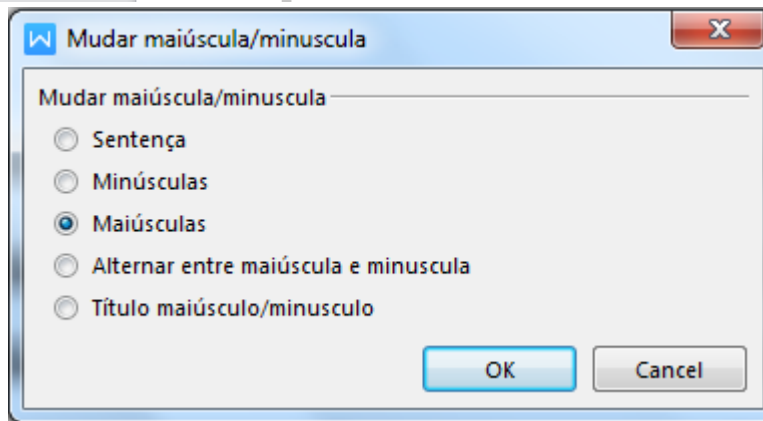 Mudar maiúscula/minuscula
Mudar maiúscula/minuscula
Sentença
Minúsculas
Maiúsculas
Alternar entre maiúscula e minuscula
Título maiúsculo/minusculo
OK Cancel